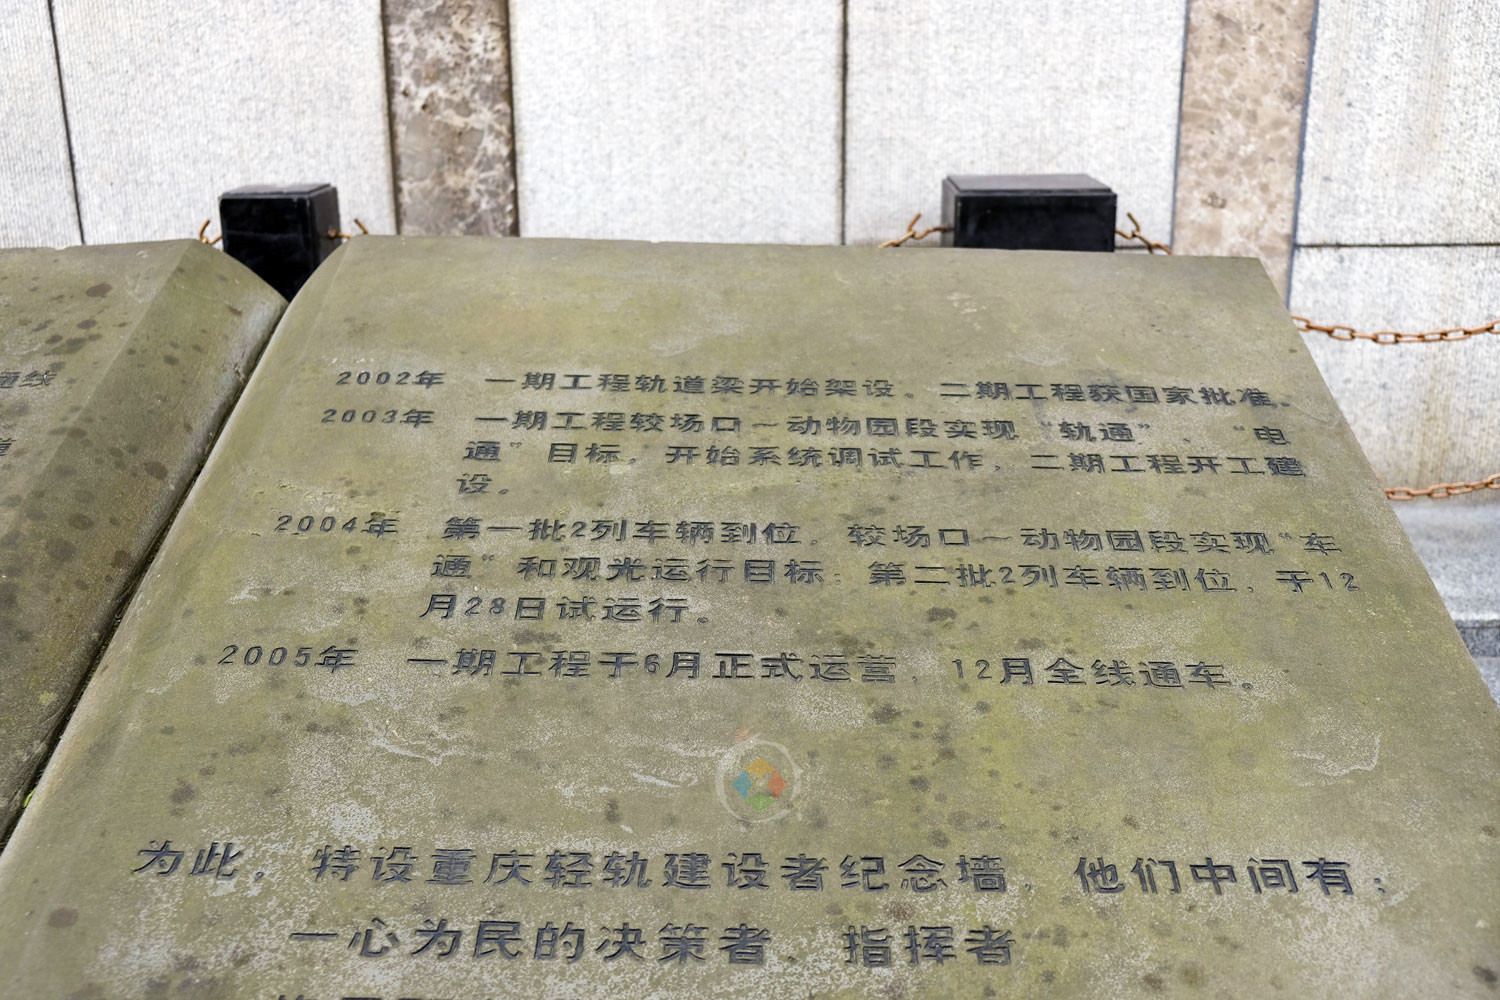 通线
2002年 一期工程轨道梁开始架设。二期工程获国家批准。
2003年 一期工程较场口～动物园段实现“轨通”、“电
通”目标，开始系统调试工作，二期工程开工建
设。
2004年 第一批2列车辆到位，较场口～动物园段实现“车
通”和观光运行目标；第二批2列车辆到位，于12
月28日试运行。
2005年 一期工程于6月正式运营，12月全线通车。
为此，特设重庆轻轨建设者纪念墙，他们中间有：
一心为民的决策者、指挥者